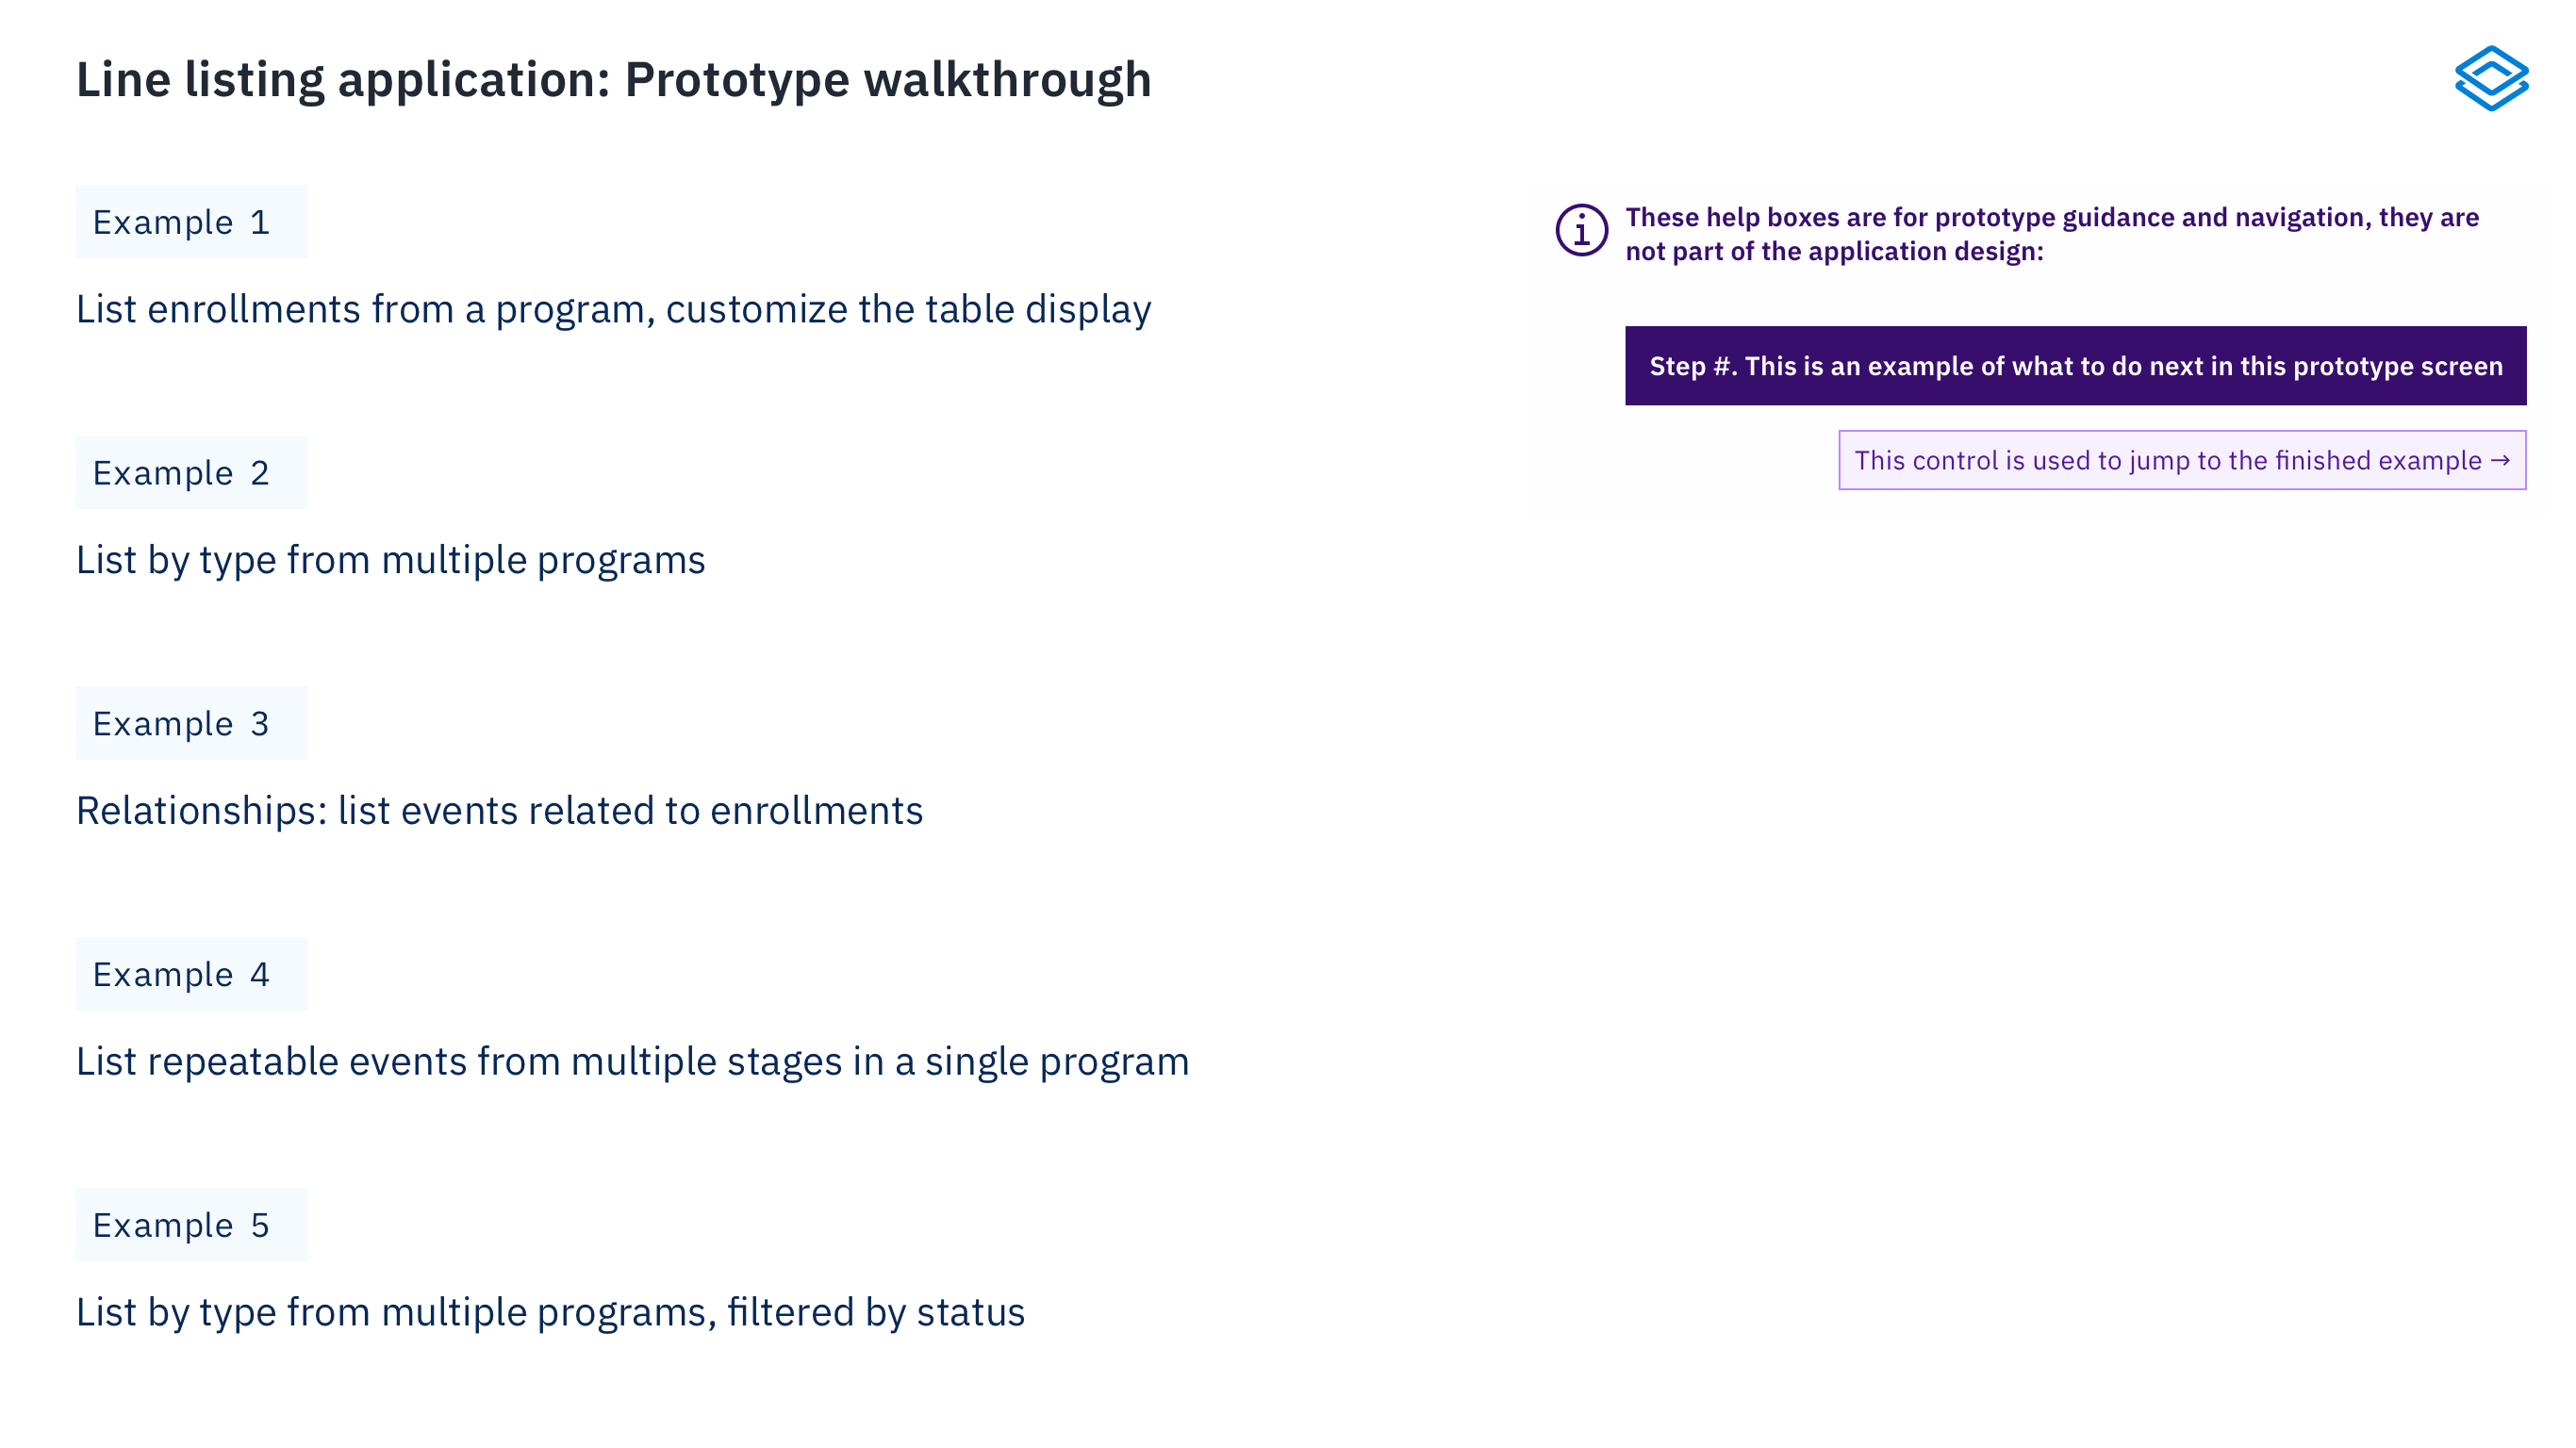 Line listing application: Prototype walkthrough
Example 1
List enrollments from a program, customize the table display
Example 2
List by type from multiple programs
Example 3
Relationships: list events related to enrollments
Example 4
List repeatable events from multiple stages in a single program
Example 5
List by type from multiple programs, filtered by status
These help boxes are for prototype guidance and navigation, they are
not part of the application design:
Step #. This is an example of what to do next in this prototype screen
This control is used to jump to the finished example →